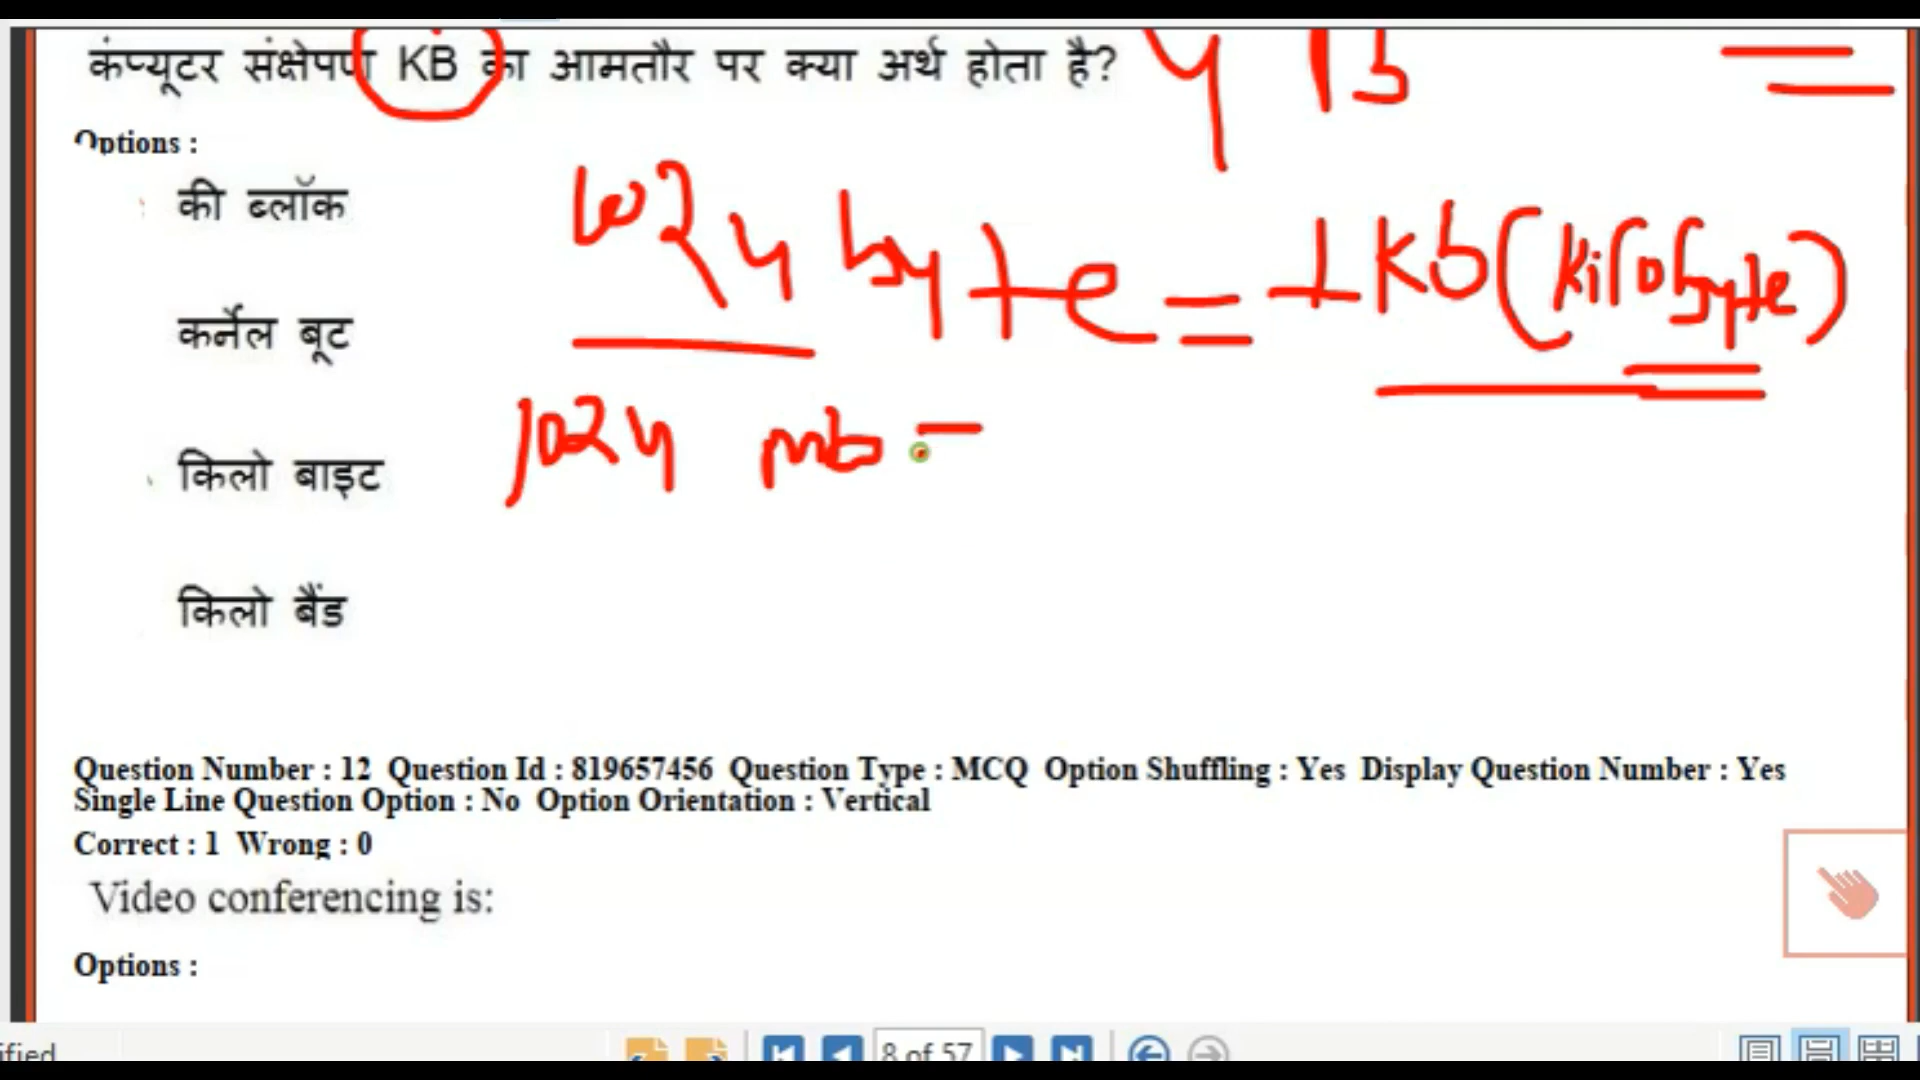 कंप्यूटर संक्षेपण KB का आमतौर पर क्या अर्थ होता है?
Options :
की ब्लॉक
1024 byte = 1 Kb (kilobyte)
कर्नेल बूट
1024 mb =
किलो बाइट
किलो बैंड
Question Number : 12 Question Id : 819657456 Question Type : MCQ Option Shuffling : Yes Display Question Number : Yes
Single Line Question Option : No Option Orientation : Vertical
Correct : 1 Wrong : 0
Video conferencing is:
Options :
8 of 57